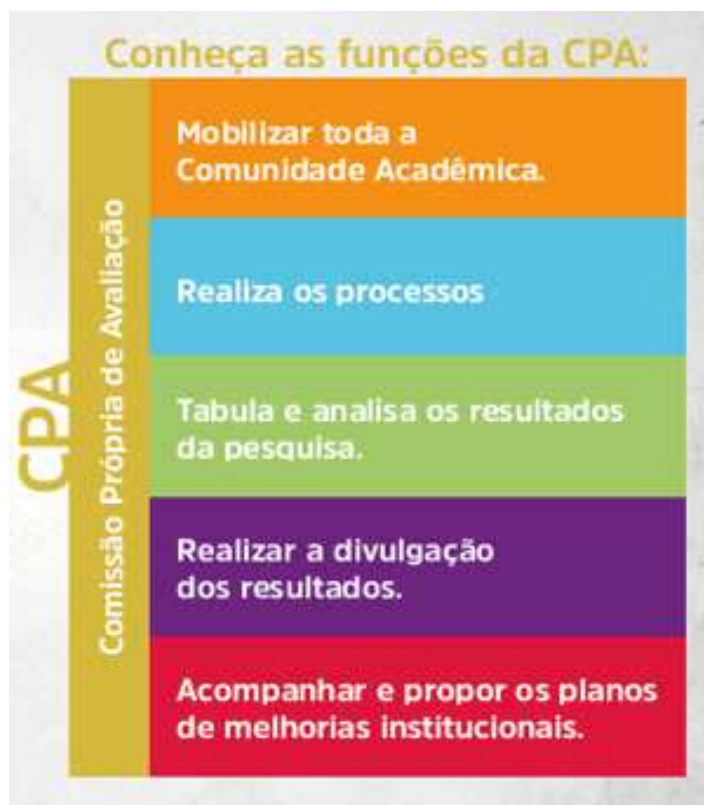 Conheça as funções da CPA:
CPA
Comissão Própria de Avaliação
Mobilizar toda a
Comunidade Acadêmica.
Realiza os processos
Tabula e analisa os resultados
da pesquisa.
Realizar a divulgação
dos resultados.
Acompanhar e propor os planos
de melhorias institucionais.